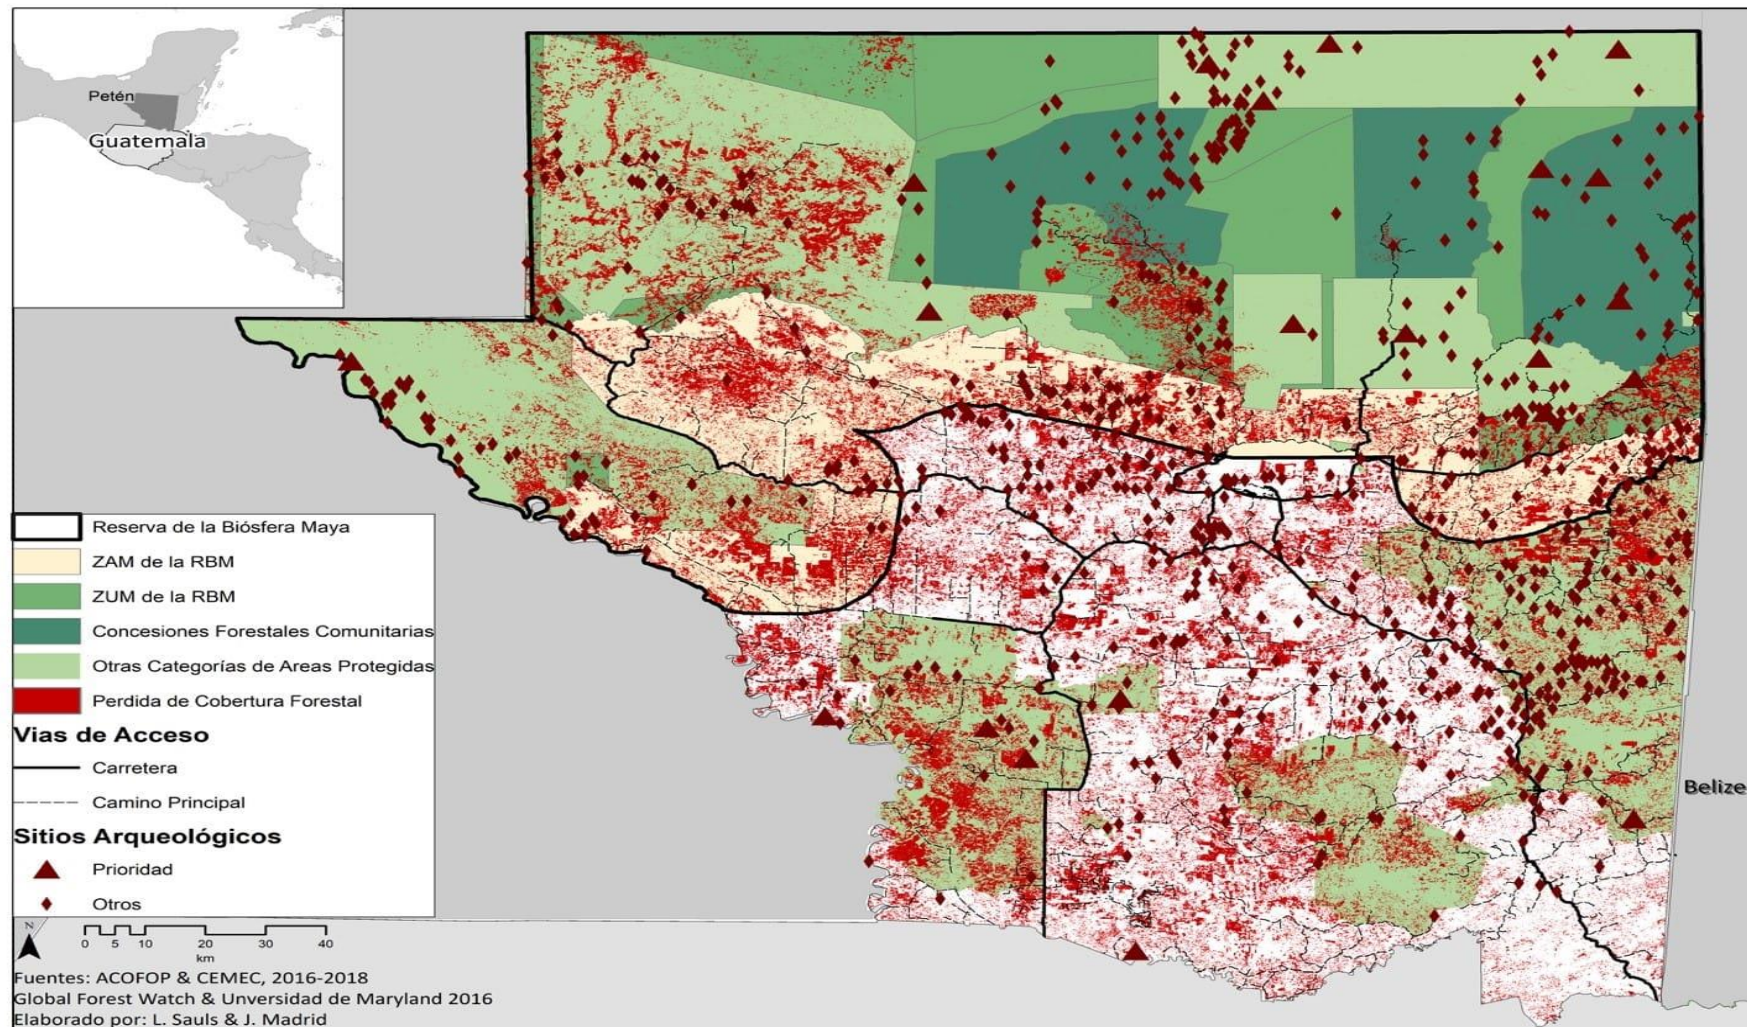 Petén
Guatemala
Belize
Reserva de la Biósfera Maya
ZAM de la RBM
ZUM de la RBM
Concesiones Forestales Comunitarias
Otras Categorías de Areas Protegidas
Perdida de Cobertura Forestal
Vias de Acceso
Carretera
Camino Principal
Sitios Arqueológicos
Prioridad
Otros
N
0 5 10 20 30 40
km
Fuentes: ACOFOP & CEMEC, 2016-2018
Global Forest Watch & Unversidad de Maryland 2016
Elaborado por: L. Sauls & J. Madrid